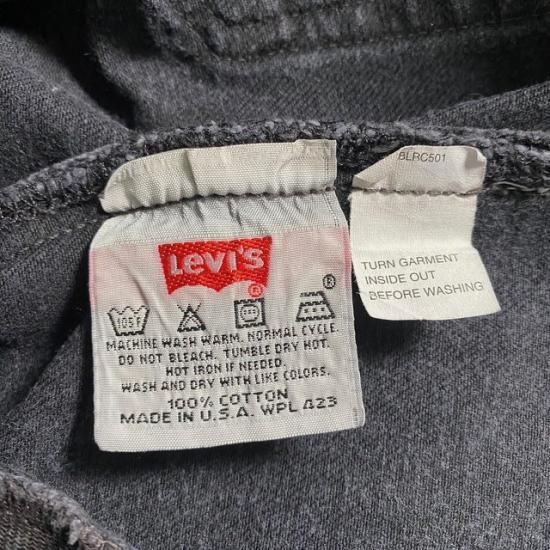 BLRC501
LEVI'S
®
®
105F
MACHINE WASH WARM. NORMAL CYCLE.
DO NOT BLEACH. TUMBLE DRY HOT.
HOT IRON IF NEEDED.
WASH AND DRY WITH LIKE COLORS.
100% COTTON
MADE IN U.S.A. WPL 423
TURN GARMENT
INSIDE OUT
BEFORE WASHING